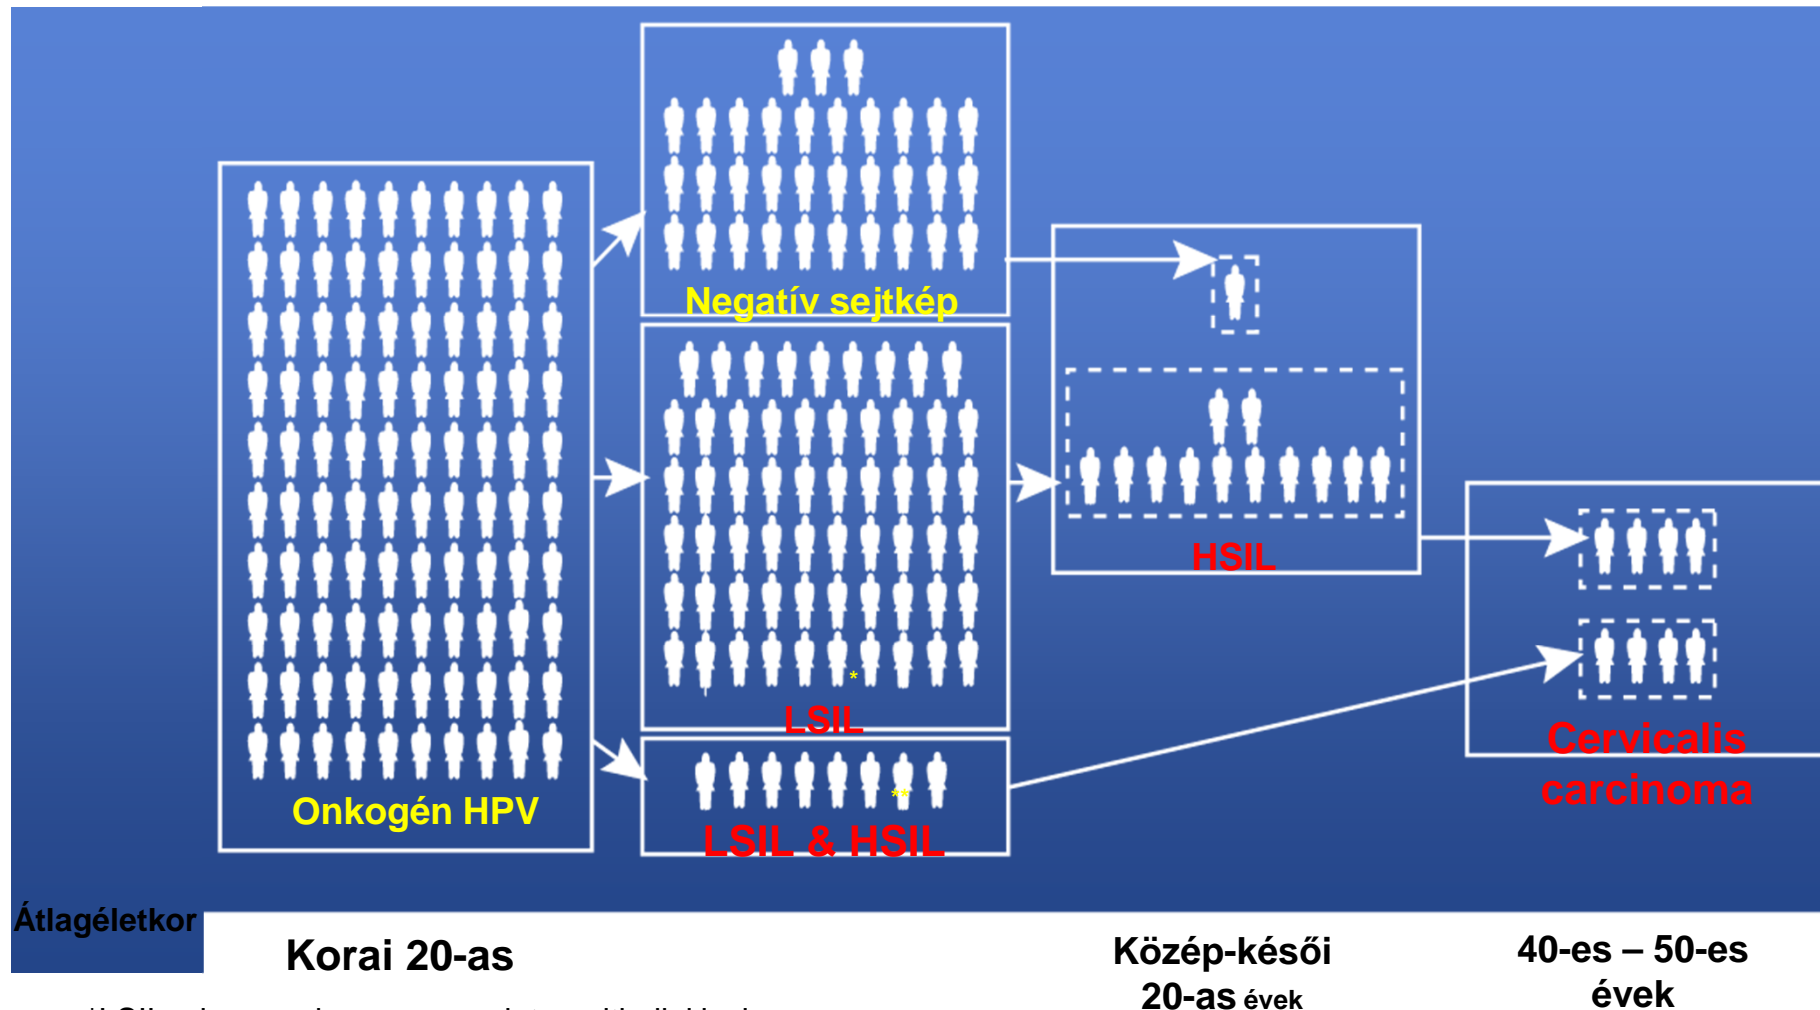 Negatív sejtkép
*
LSIL
**
LSIL & HSIL
Onkogén HPV
HSIL
Cervicalis
carcinoma
Átlagéletkor
Korai 20-as
Közép-késői
20-as évek
40-es – 50-es
évek